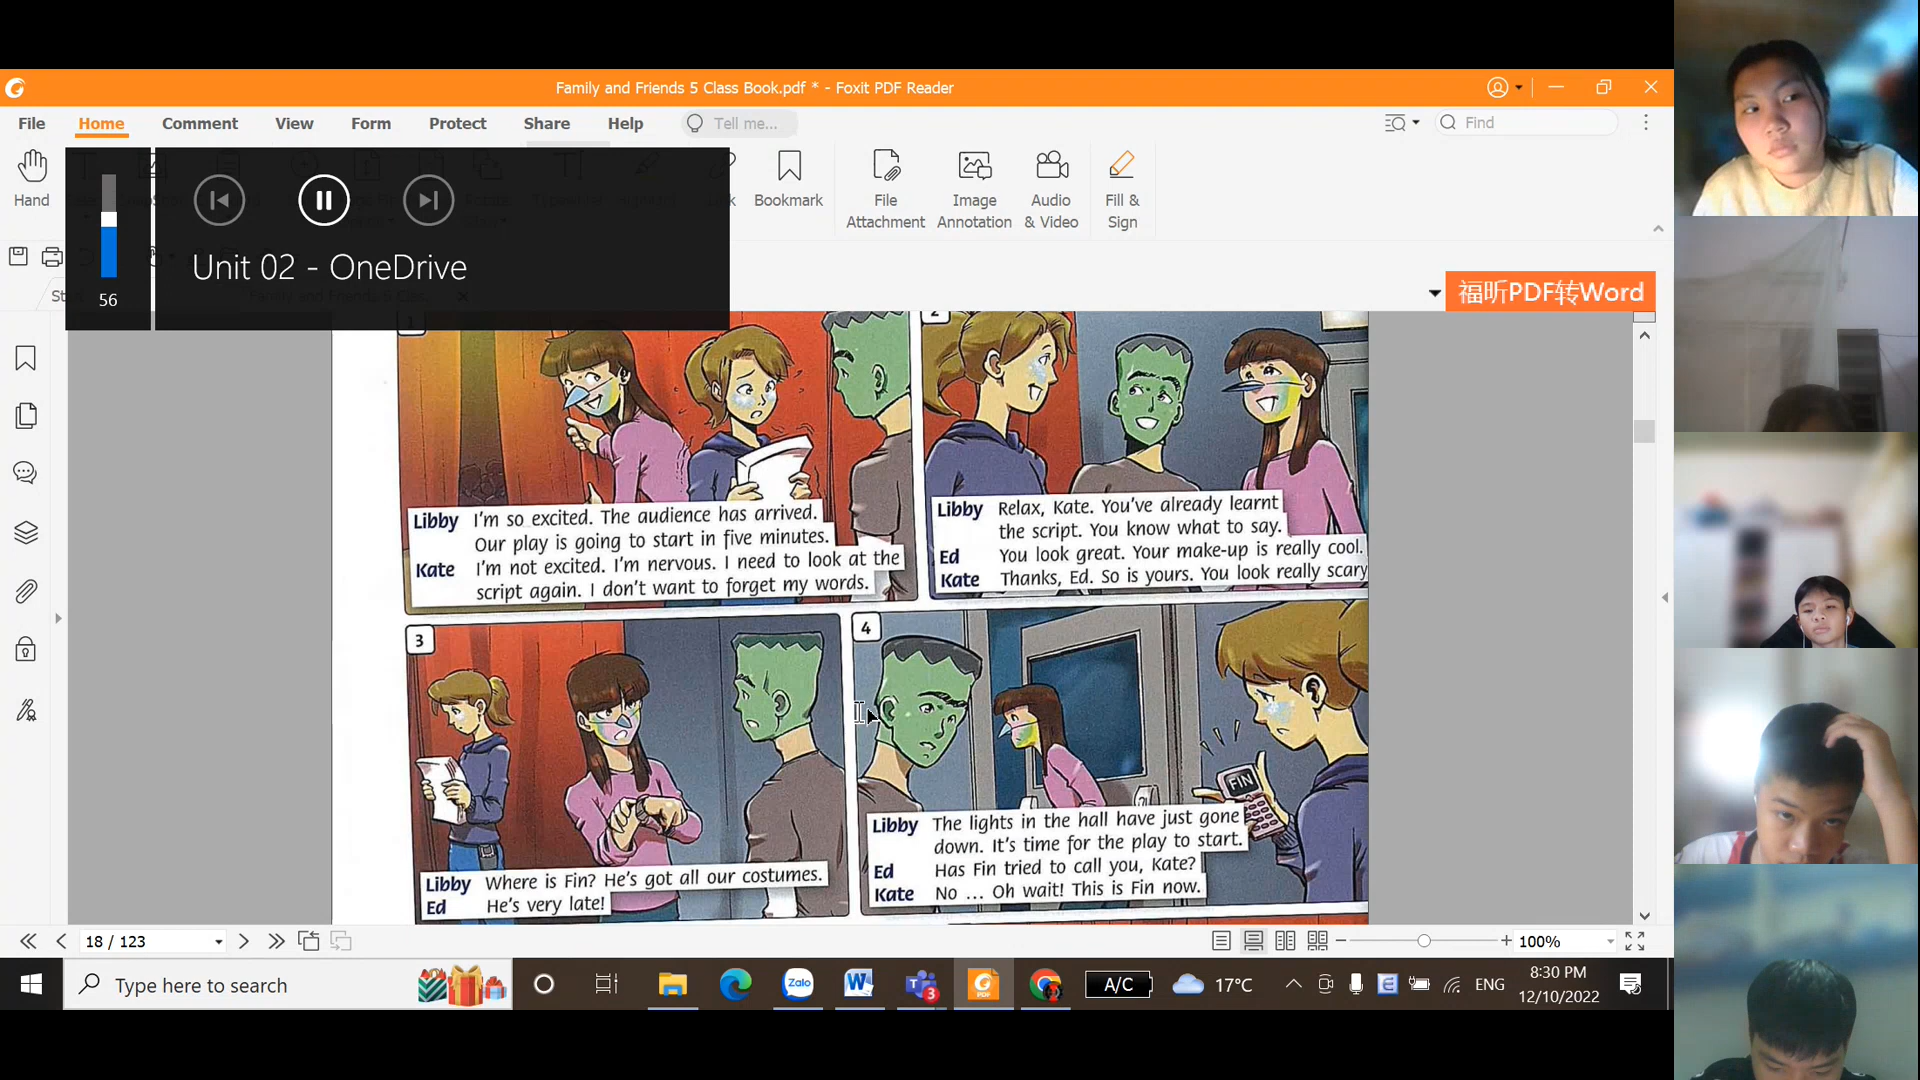 Family and Friends 5 Class Book.pdf * - Foxit PDF Reader
File Home Comment View Form Protect Share Help Tell me... Find
Hand
Bookmark
File
Attachment
Image
Annotation
Audio
& Video
Fill &
Sign
56
Unit 02 - OneDrive
福昕PDF转Word
2
Libby I'm so excited. The audience has arrived.
Our play is going to start in five minutes.
Kate I'm not excited. I'm nervous. I need to look at the
script again. I don't want to forget my words.
Libby Relax, Kate. You've already learnt
the script. You know what to say.
Ed You look great. Your make-up is really cool.
Kate Thanks, Ed. So is yours. You look really scary
3
Libby Where is Fin? He's got all our costumes.
Ed He's very late!
4
FIN
Libby The lights in the hall have just gone
down. It's time for the play to start.
Ed Has Fin tried to call you, Kate?
Kate No ... Oh wait! This is Fin now.
18 / 123
100%
Type here to search
Zalo
3
PDF
A/C
17°C
ENG
8:30 PM
12/10/2022